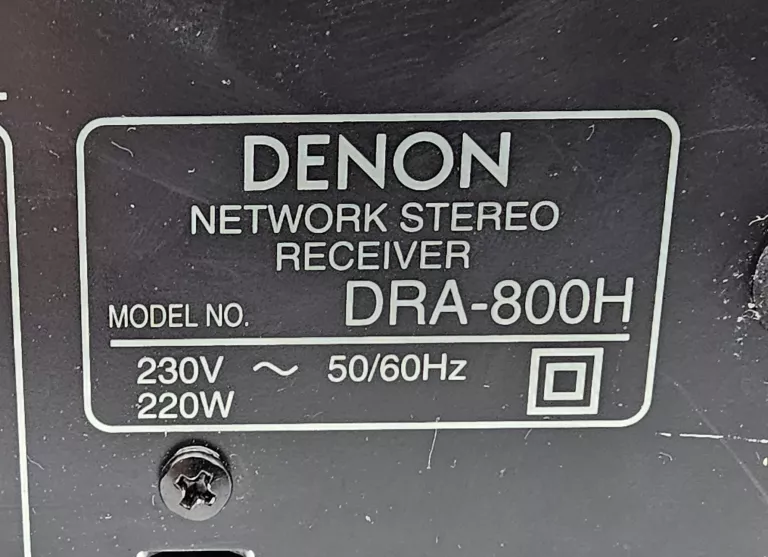 DENON
NETWORK STEREO
RECEIVER
MODEL NO. DRA-800H
230V ~ 50/60Hz
220W